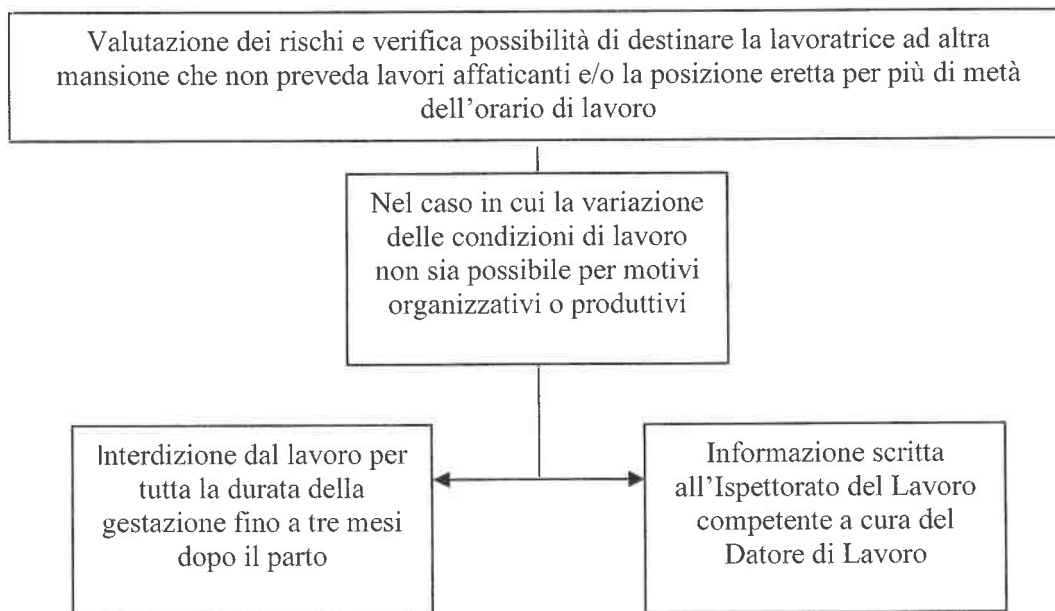 Valutazione dei rischi e verifica possibilità di destinare la lavoratrice ad altra
mansione che non preveda lavori affaticanti e/o la posizione eretta per più di metà
dell'orario di lavoro
Nel caso in cui la variazione
delle condizioni di lavoro
non sia possibile per motivi
organizzativi o produttivi
Interdizione dal lavoro per
tutta la durata della
gestazione fino a tre mesi
dopo il parto
Informazione scritta
all'Ispettorato del Lavoro
competente a cura del
Datore di Lavoro